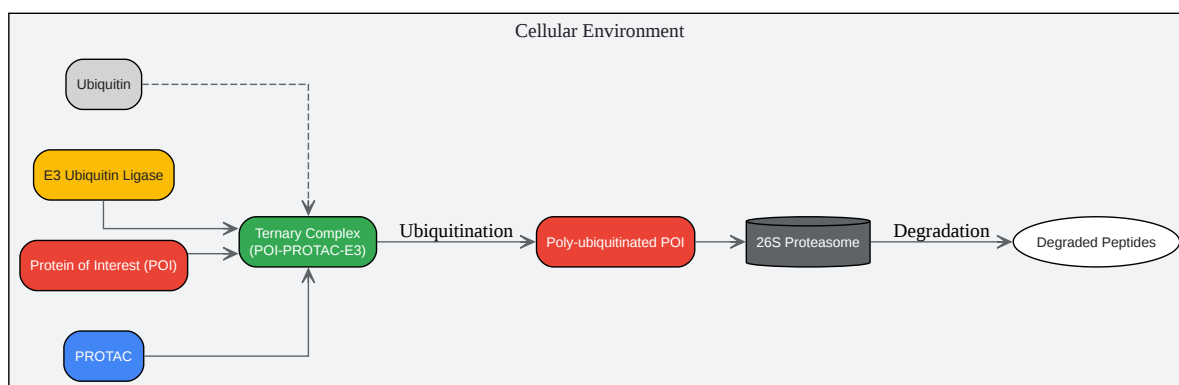 Cellular Environment
Ubiquitin
E3 Ubiquitin Ligase
Protein of Interest (POI)
PROTAC
Ternary Complex
(POI-PROTAC-E3)
Ubiquitination
Poly-ubiquitinated POI
26S Proteasome
Degradation
Degraded Peptides